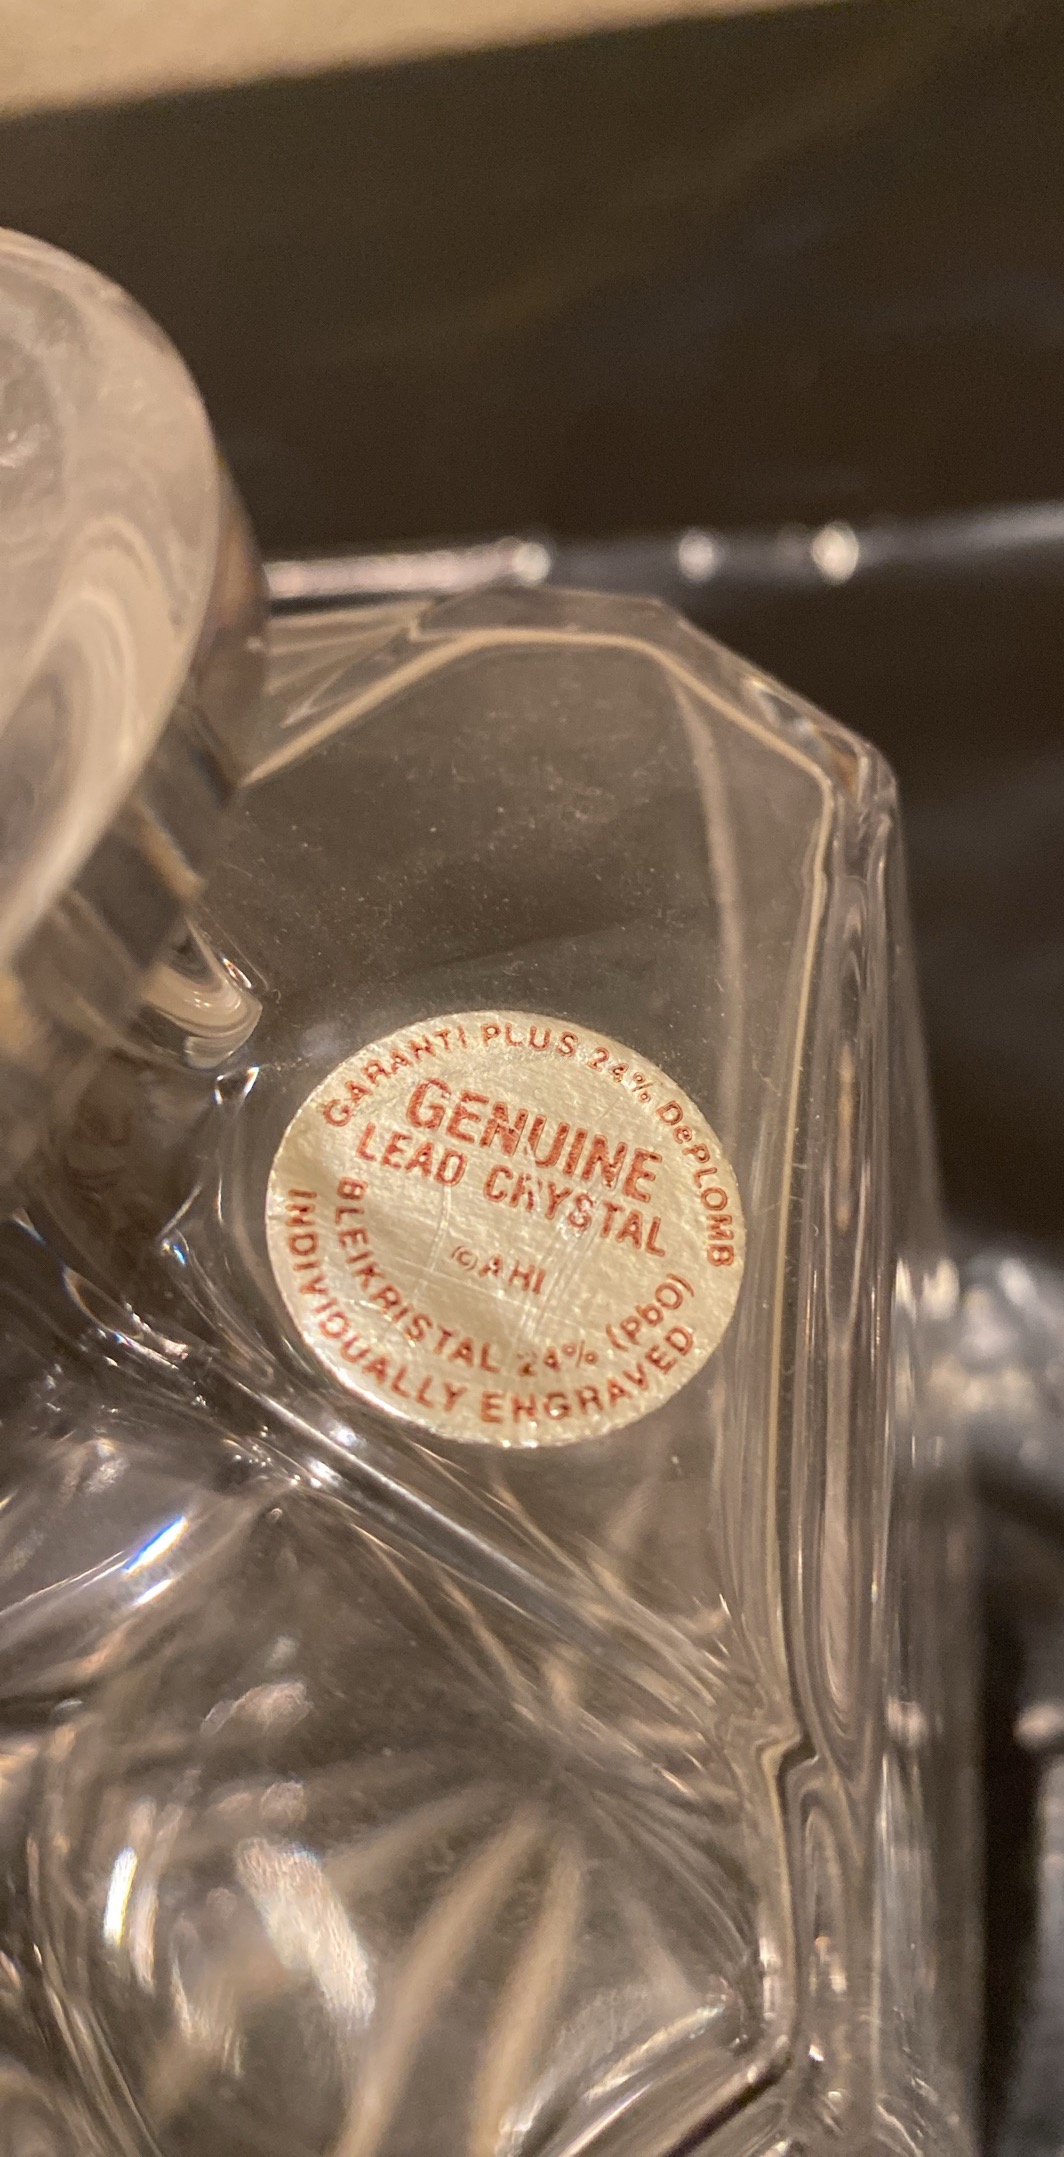 GARANTI PLUS 24% DePLOMB
GENUINE
LEAD CRYSTAL
©AHI
BLEIKRISTAL 24% (PbO)
INDIVIDUALLY ENGRAVED